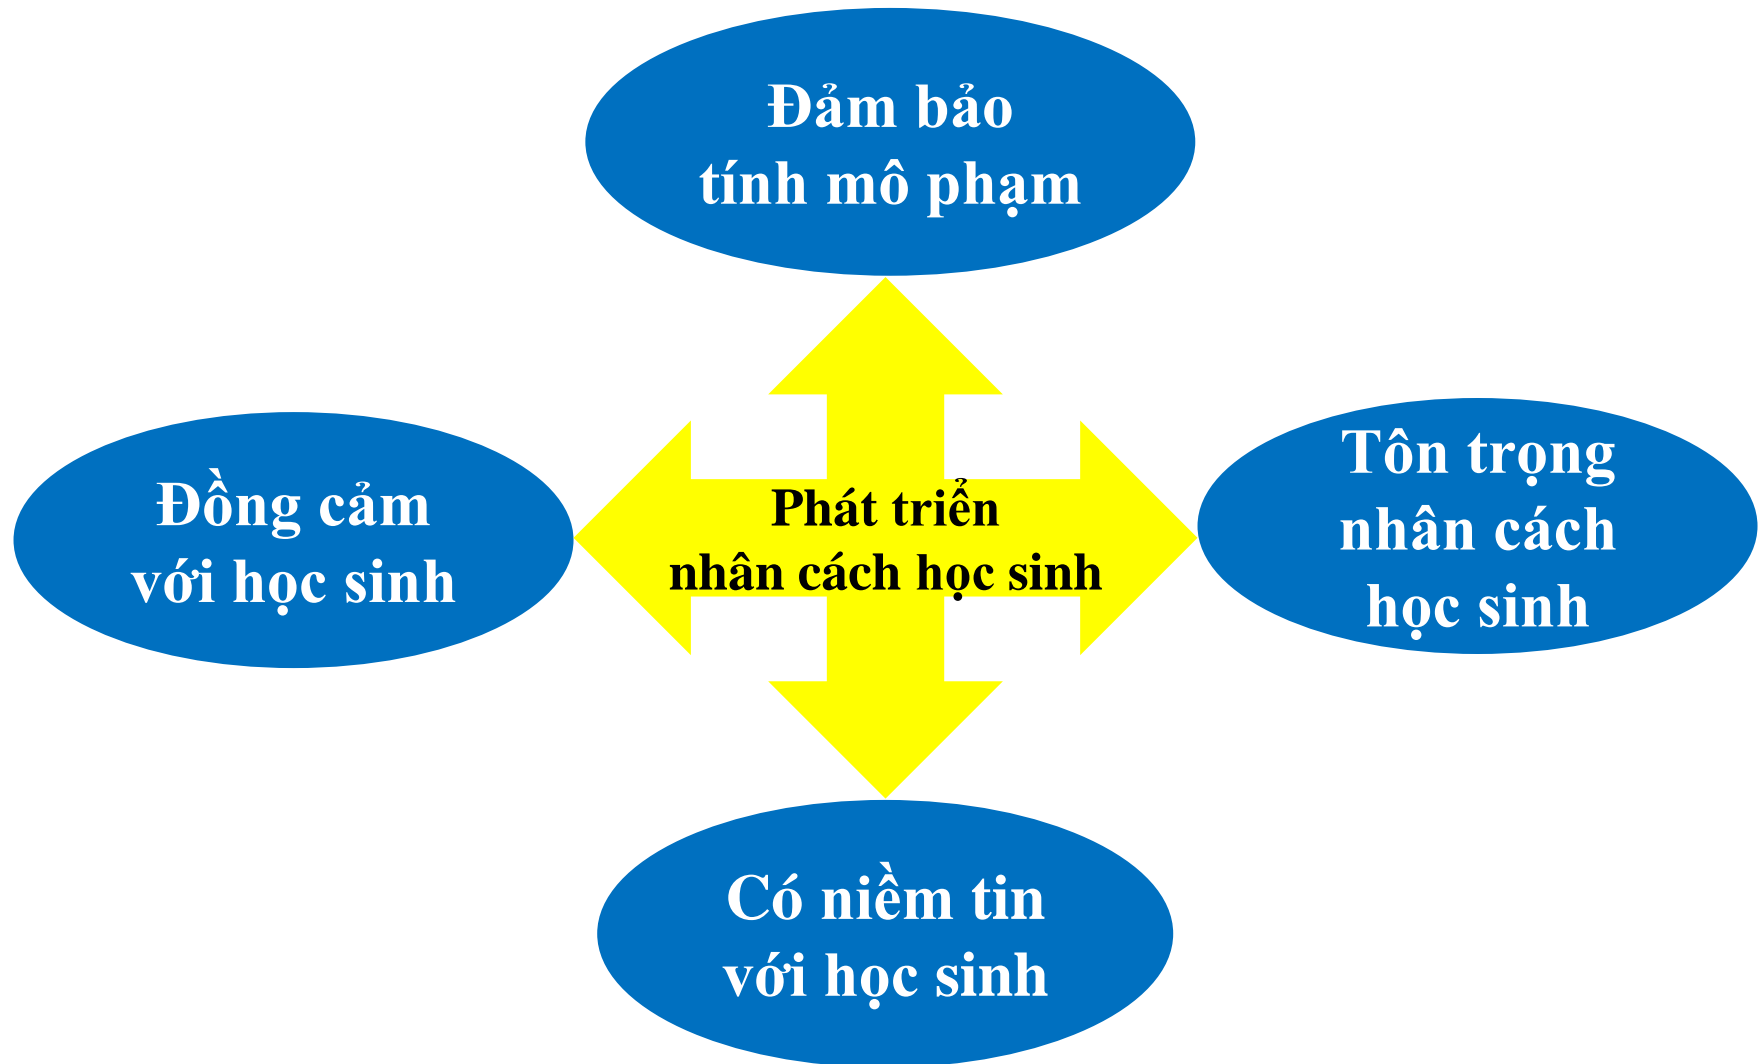 Đảm bảo
tính mô phạm
Đồng cảm
với học sinh
Phát triển
nhân cách học sinh
Tôn trọng
nhân cách
học sinh
Có niềm tin
với học sinh